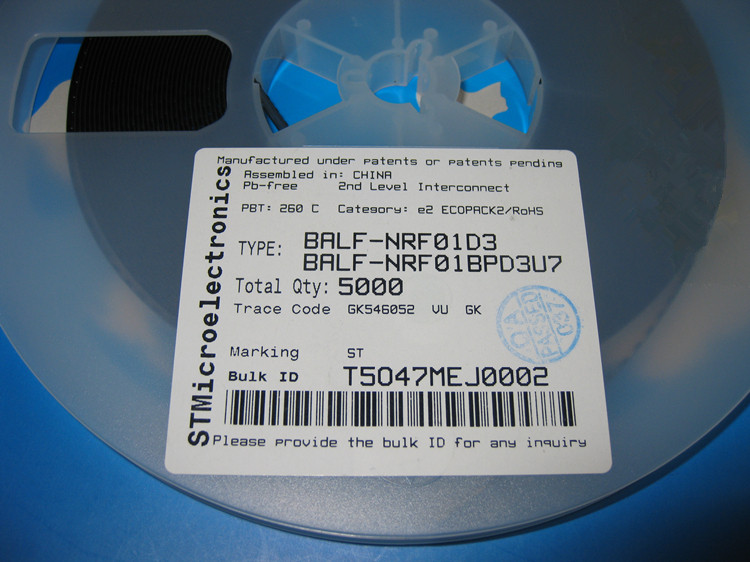 Manufactured under patents or patents pending
Assembled in: CHINA
Pb-free 2nd Level Interconnect
PBT: 260 C Category: e2 ECOPACK2/RoHS
TYPE: BALF-NRF01D3
BALF-NRF01BPD3U7
Total Qty: 5000
Trace Code GK546052 VU GK
Marking ST
Bulk ID T5047MEJ0002
Please provide the bulk ID for any inquiry
STMicroelectronics
QA
PASSED
037